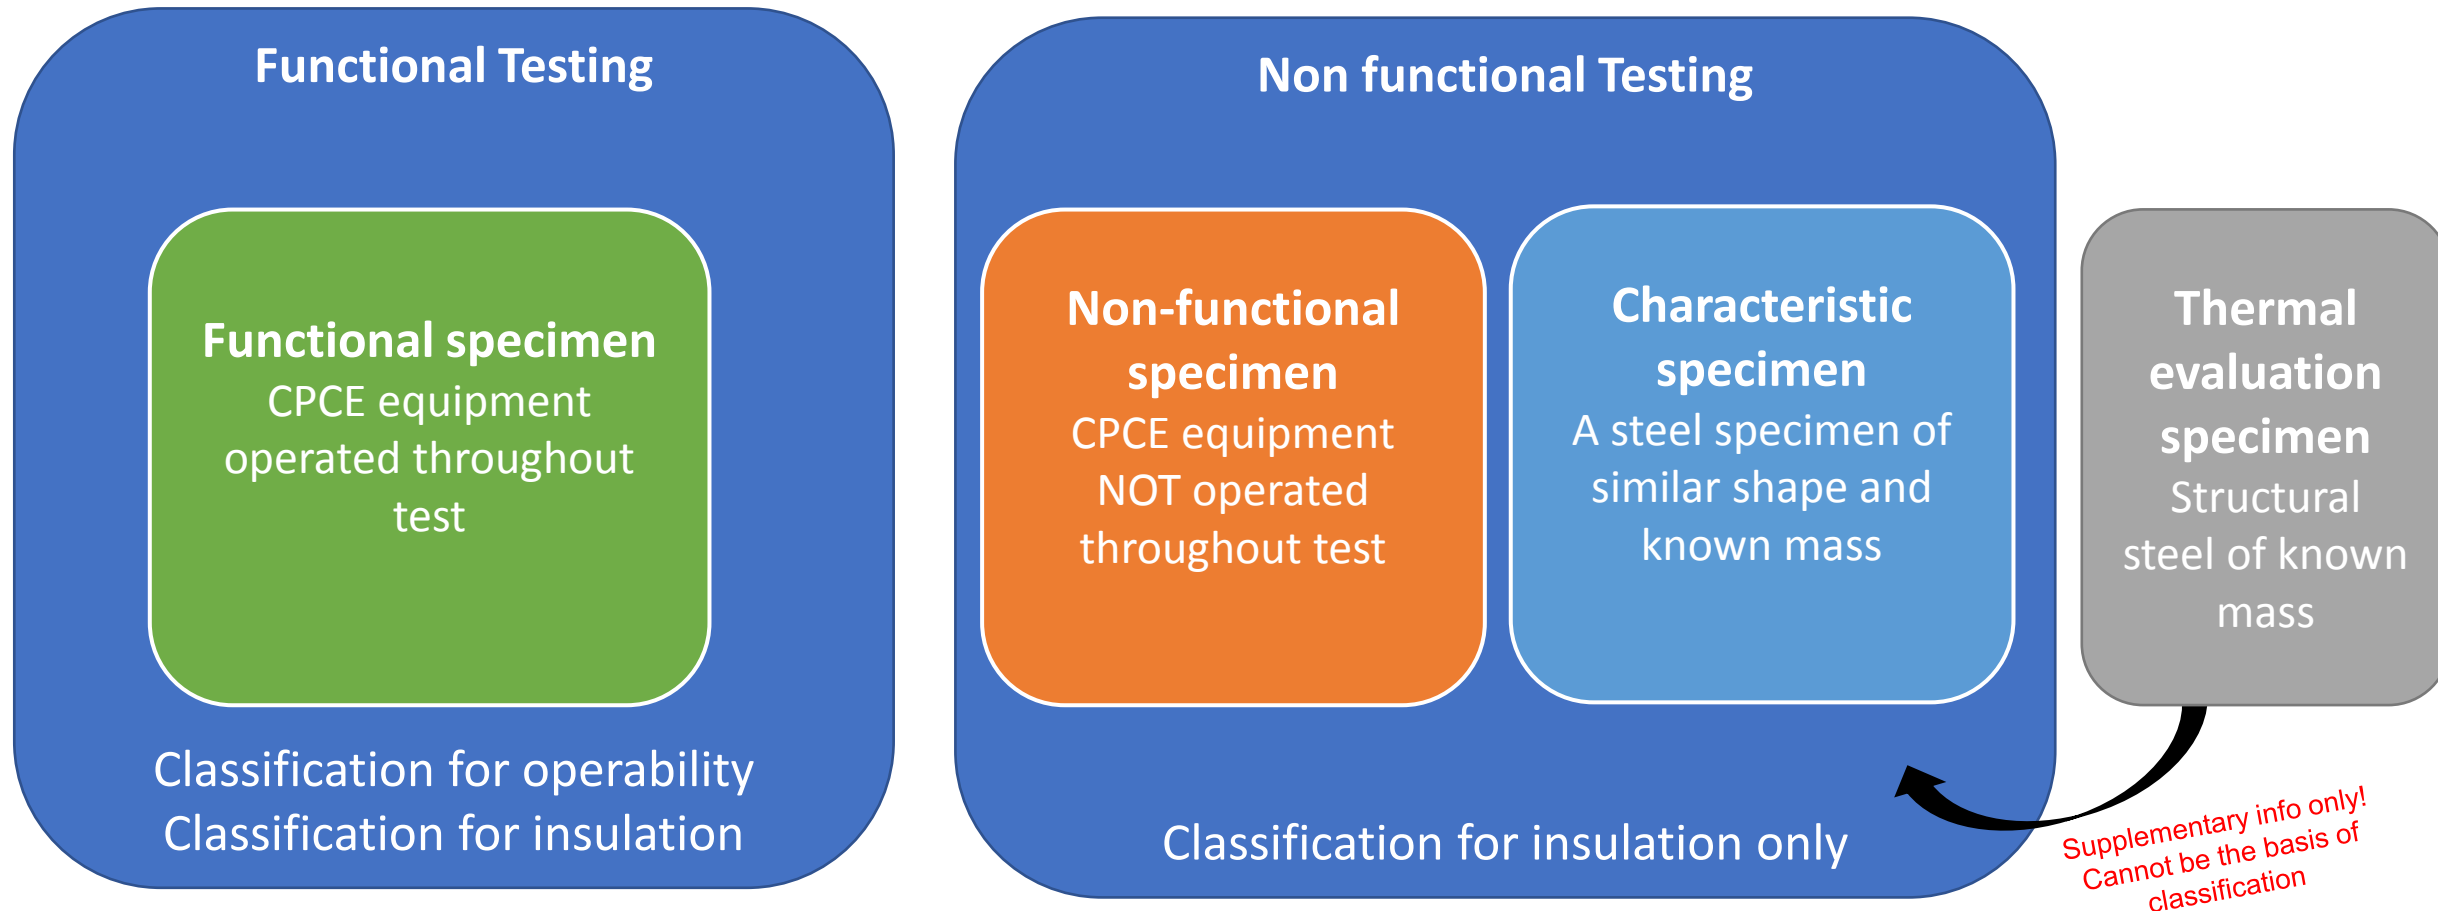 Functional Testing
Functional specimen
CPCE equipment
operated throughout
test
Classification for operability
Classification for insulation
Non functional Testing
Non-functional
specimen
CPCE equipment
NOT operated
throughout test
Characteristic
specimen
A steel specimen of
similar shape and
known mass
Classification for insulation only
Thermal
evaluation
specimen
Structural
steel of known
mass
Supplementary info only!
Cannot be the basis of
classification